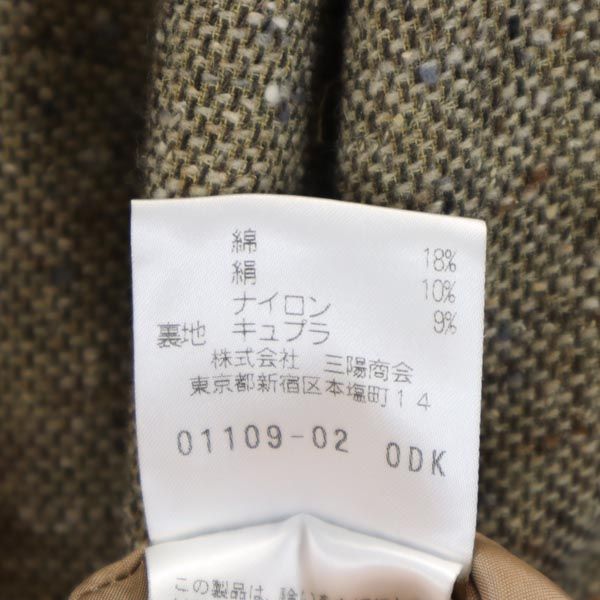 綿 18%
絹 10%
ナイロン 9%
裏地 キュプラ
株式会社 三陽商会
東京都新宿区本塩町14
01109-02 0DK
この製品は、